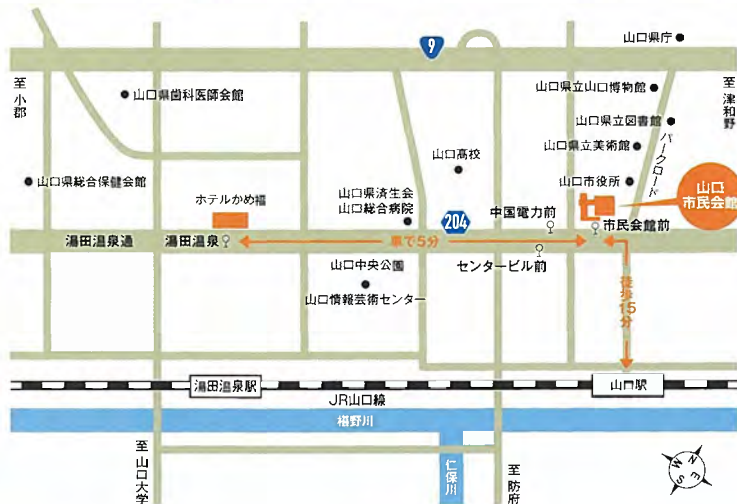 9
山口県庁
至小郡
至津和野
山口県歯科医師会館
山口県立山口博物館
山口県立図書館
パークロード
山口県立美術館
山口高校
山口県総合保健会館
山口市役所
山口
市民会館
ホテルかめ福
山口県済生会
山口総合病院
204
中国電力前
市民会館前
湯田温泉通
湯田温泉
車で5分
センタービル前
山口中央公園
山口情報芸術センター
徒歩15分
湯田温泉駅
山口駅
JR山口線
椹野川
仁保川
至山口大学
至防府
N
E
S
W